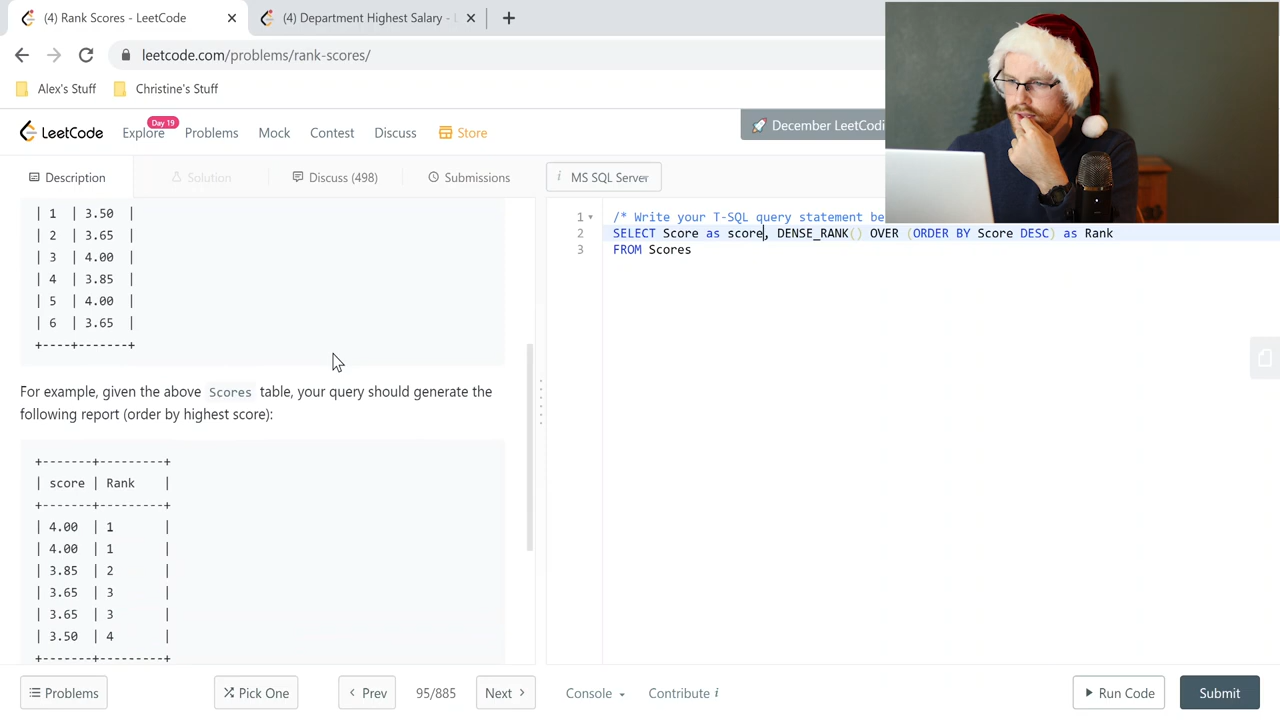 (4) Rank Scores - LeetCode
(4) Department Highest Salary -
leetcode.com/problems/rank-scores/
Alex's Stuff
Christine's Stuff
LeetCode
Explore
Day 19
Problems
Mock
Contest
Discuss
Store
December LeetCodi
Description
Solution
Discuss (498)
Submissions
i MS SQL Server
| 1 | 3.50 |
| 2 | 3.65 |
| 3 | 4.00 |
| 4 | 3.85 |
| 5 | 4.00 |
| 6 | 3.65 |
+----+-------+
For example, given the above Scores table, your query should generate the
following report (order by highest score):
+-------+---------+
| score | Rank |
+-------+---------+
| 4.00 | 1 |
| 4.00 | 1 |
| 3.85 | 2 |
| 3.65 | 3 |
| 3.65 | 3 |
| 3.50 | 4 |
+-------+---------+
1 /* Write your T-SQL query statement be
2 SELECT Score as score, DENSE_RANK() OVER (ORDER BY Score DESC) as Rank
3 FROM Scores
Problems
Pick One
Prev
95/885
Next
Console
Contribute i
Run Code
Submit